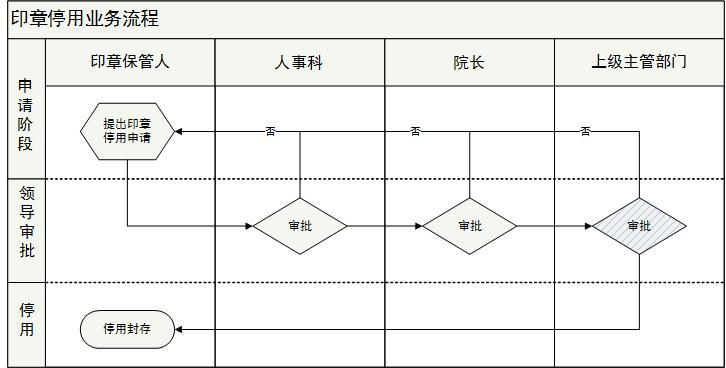 印章停用业务流程
印章保管人
人事科
院长
上级主管部门
申请阶段
提出印章
停用申请
否
否
否
领导审批
审批
审批
审批
停用
停用封存